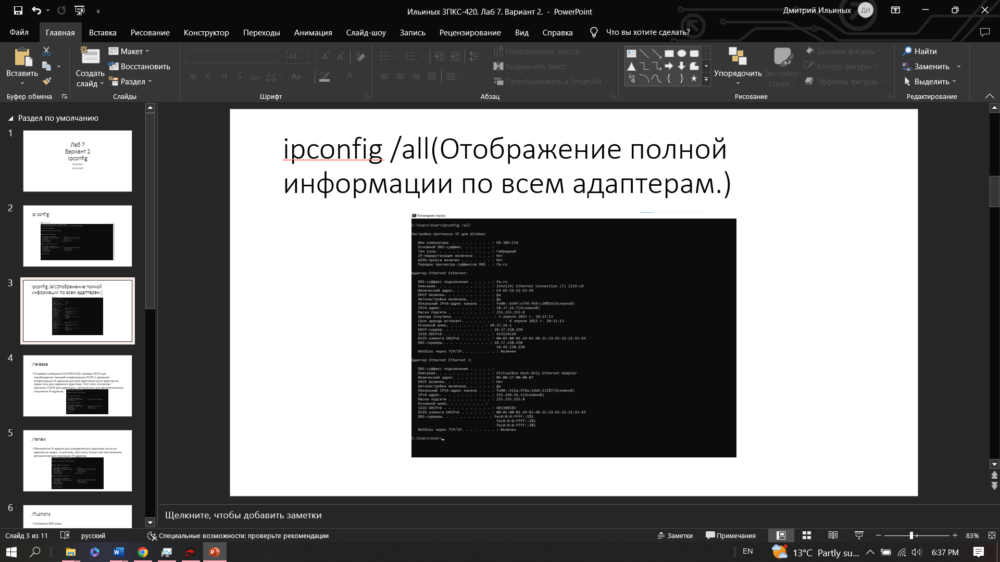 Ильиных ЗПКС-420. Лаб 7. Вариант 2. - PowerPoint
Дмитрий Ильиных
ДИ
Файл
Главная
Вставка
Рисование
Конструктор
Переходы
Анимация
Слайд-шоу
Запись
Рецензирование
Вид
Справка
Что вы хотите сделать?
Вставить
Буфер обмена
Создать
слайд
Макет
Восстановить
Раздел
Слайды
44
Ж К Ч S abc AV Aa A
Шрифт
Направление текста
Выровнять текст
Преобразовать в SmartArt
Абзац
Упорядочить
Экспресс-
стили
Заливка фигуры
Контур фигуры
Эффекты фигуры
Рисование
Найти
Заменить
Выделить
Редактирование
Раздел по умолчанию
1
Лаб 7
Вариант 2
Ipconfig
Ильиных
2
Ip config
3
ipconfig /all(Отображение полной
информации по всем адаптерам.)
4
/release
• Отправка сообщения DHCPRELEASE серверу DHCP для
освобождения текущей конфигурации DHCP и удаления
конфигурации IP-адресов для всех адаптеров (если адаптер не
задан) или для заданного адаптера. Этот ключ отключает
протокол TCP/IP для адаптеров, настроенных для автоматического
получения IP-адресов.
5
/renew
• Обновление IP-адреса для определённого адаптера или если
адаптер не задан, то для всех. Доступно только при настроенном
автоматическом получении IP-адресов.
6
/flushdns
• Очищение DNS кэша.
ipconfig /all(Отображение полной
информации по всем адаптерам.)
Командная строка
C:\Users\User>ipconfig /all
Настройка протокола IP для Windows
Имя компьютера . . . . . . . . . : KB-309-C14
Основной DNS-суффикс . . . . . . :
Тип узла. . . . . . . . . . . . . : Гибридный
IP-маршрутизация включена . . . . : Нет
WINS-прокси включен . . . . . . . : Нет
Порядок просмотра суффиксов DNS . : fa.ru
Адаптер Ethernet Ethernet:
DNS-суффикс подключения . . . . . : fa.ru
Описание. . . . . . . . . . . . . : Intel(R) Ethernet Connection (7) I219-LM
Физический адрес. . . . . . . . . : C4-65-16-22-93-49
DHCP включен. . . . . . . . . . . : Да
Автонастройка включена. . . . . . : Да
Локальный IPv6-адрес канала . . . : fe80::434f:e7f6:fb9:c30%14(Основной)
IPv4-адрес. . . . . . . . . . . . : 10.37.26.7(Основной)
Маска подсети . . . . . . . . . . : 255.255.255.0
Аренда получена. . . . . . . . . . : 3 апреля 2023 г. 10:21:13
Срок аренды истекает. . . . . . . . . . : 4 апреля 2023 г. 10:21:13
Основной шлюз. . . . . . . . . : 10.37.26.1
DHCP-сервер. . . . . . . . . . . : 10.37.150.250
IAID DHCPv6 . . . . . . . . . . . : 415524118
DUID клиента DHCPv6 . . . . . . . : 00-01-00-01-29-B1-4B-3C-C4-65-16-22-93-49
DNS-серверы. . . . . . . . . . . : 10.37.150.250
10.49.150.250
NetBios через TCP/IP. . . . . . . . : Включен
Адаптер Ethernet Ethernet 2:
DNS-суффикс подключения . . . . . :
Описание. . . . . . . . . . . . . : VirtualBox Host-Only Ethernet Adapter
Физический адрес. . . . . . . . . : 0A-00-27-00-00-07
DHCP включен. . . . . . . . . . . : Нет
Автонастройка включена. . . . . . : Да
Локальный IPv6-адрес канала . . . : fe80::512a:5fda:2dd4:111%7(Основной)
IPv4-адрес. . . . . . . . . . . . : 192.168.56.1(Основной)
Маска подсети . . . . . . . . . . : 255.255.255.0
Основной шлюз. . . . . . . . . :
IAID DHCPv6 . . . . . . . . . . . : 403308583
DUID клиента DHCPv6 . . . . . . . : 00-01-00-01-29-B1-4B-3C-C4-65-16-22-93-49
DNS-серверы. . . . . . . . . . . : fec0:0:0:ffff::1%1
fec0:0:0:ffff::2%1
fec0:0:0:ffff::3%1
NetBios через TCP/IP. . . . . . . . : Включен
C:\Users\User>
Щелкните, чтобы добавить заметки
Слайд 3 из 11
русский
Специальные возможности: проверьте рекомендации
Заметки
Примечания
83%
EN
13°C Partly su...
6:37 PM